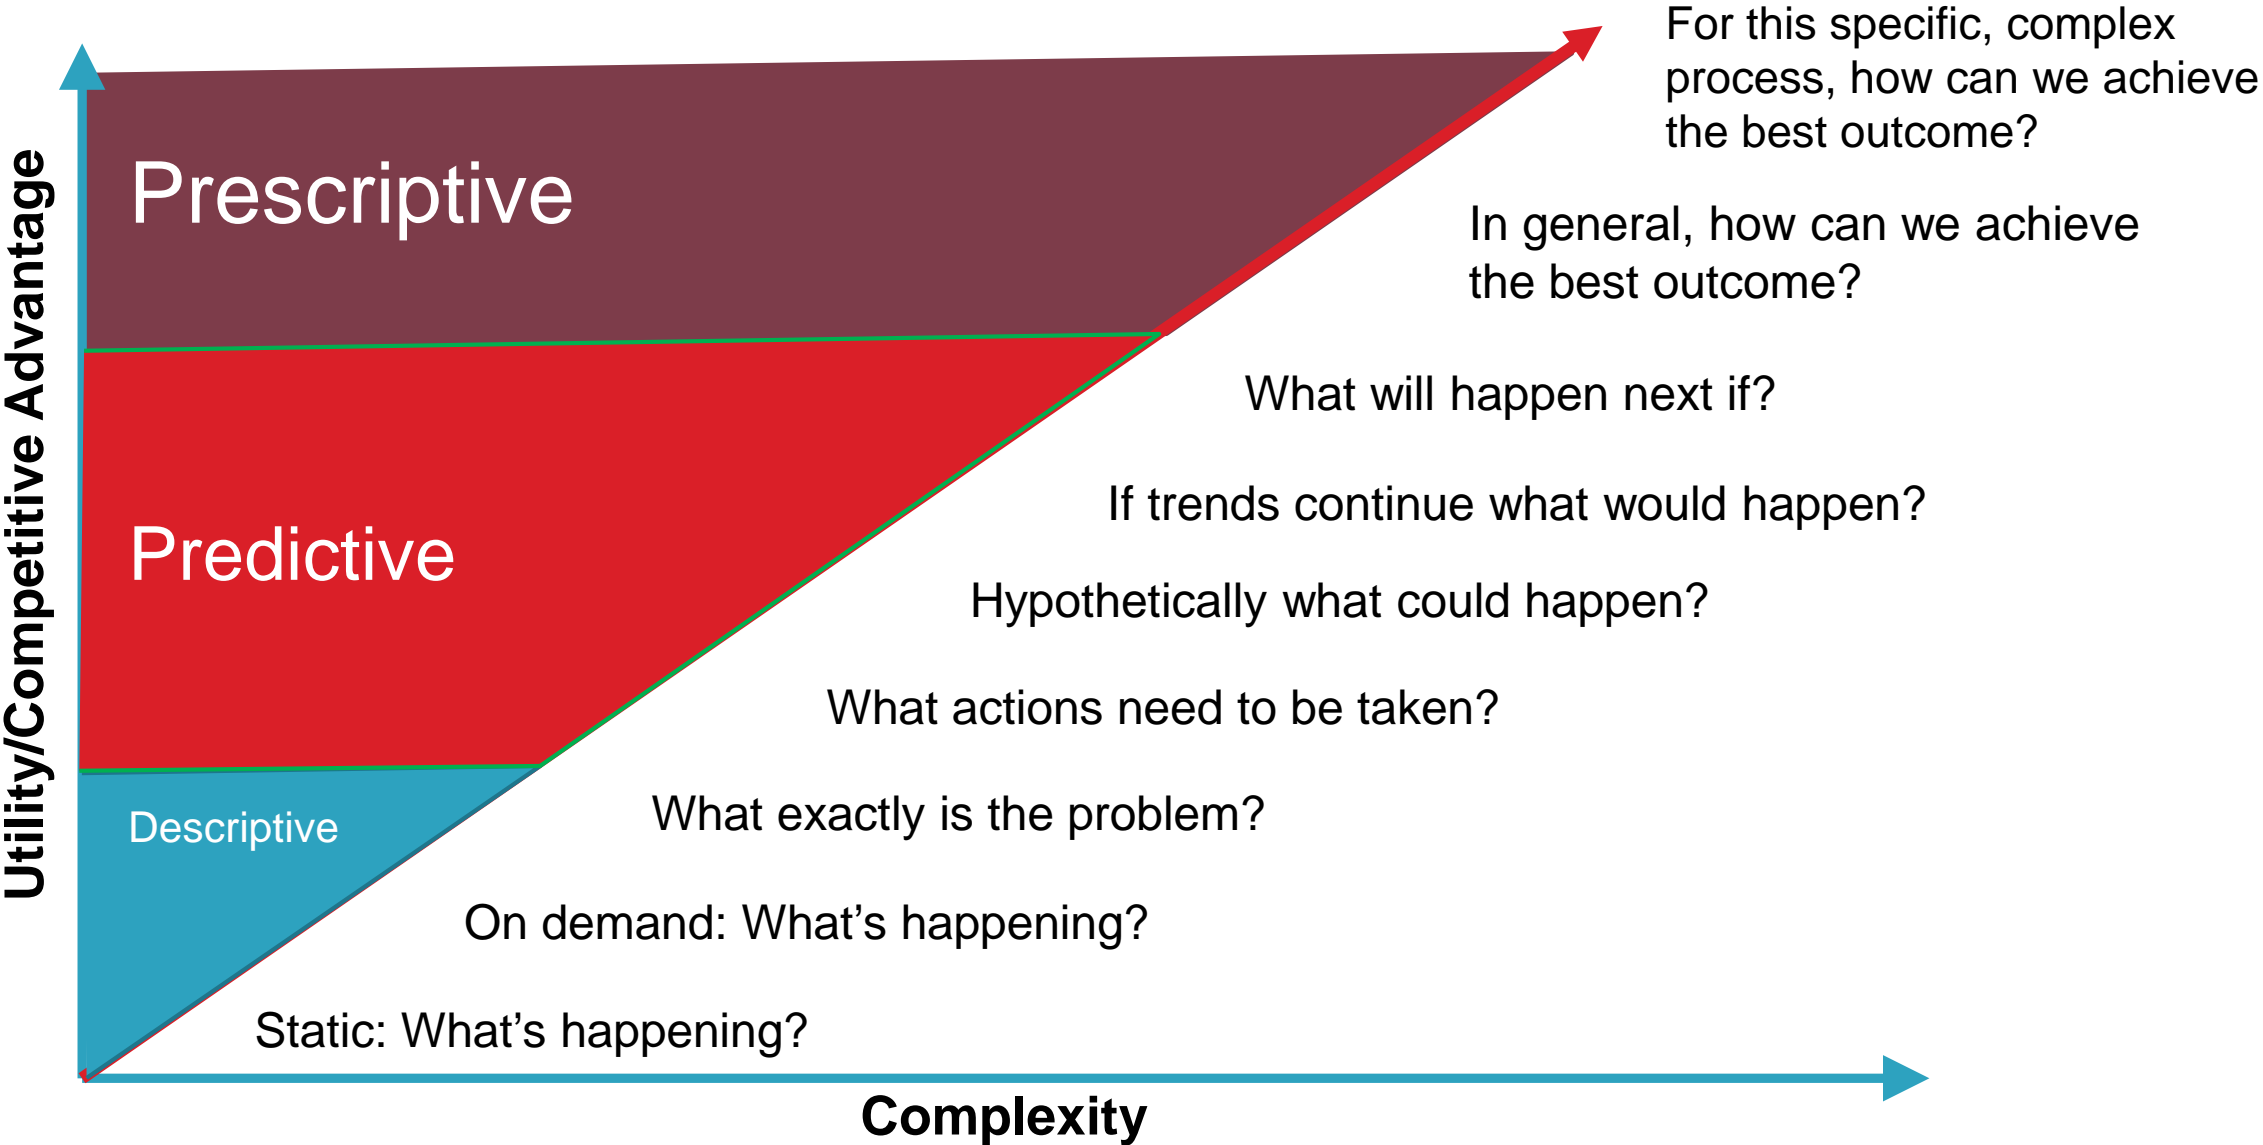 For this specific, complex
process, how can we achieve
the best outcome?
Prescriptive
In general, how can we achieve
the best outcome?
What will happen next if?
If trends continue what would happen?
Predictive
Hypothetically what could happen?
What actions need to be taken?
What exactly is the problem?
Descriptive
On demand: What’s happening?
Static: What’s happening?
Utility/Competitive Advantage
Complexity